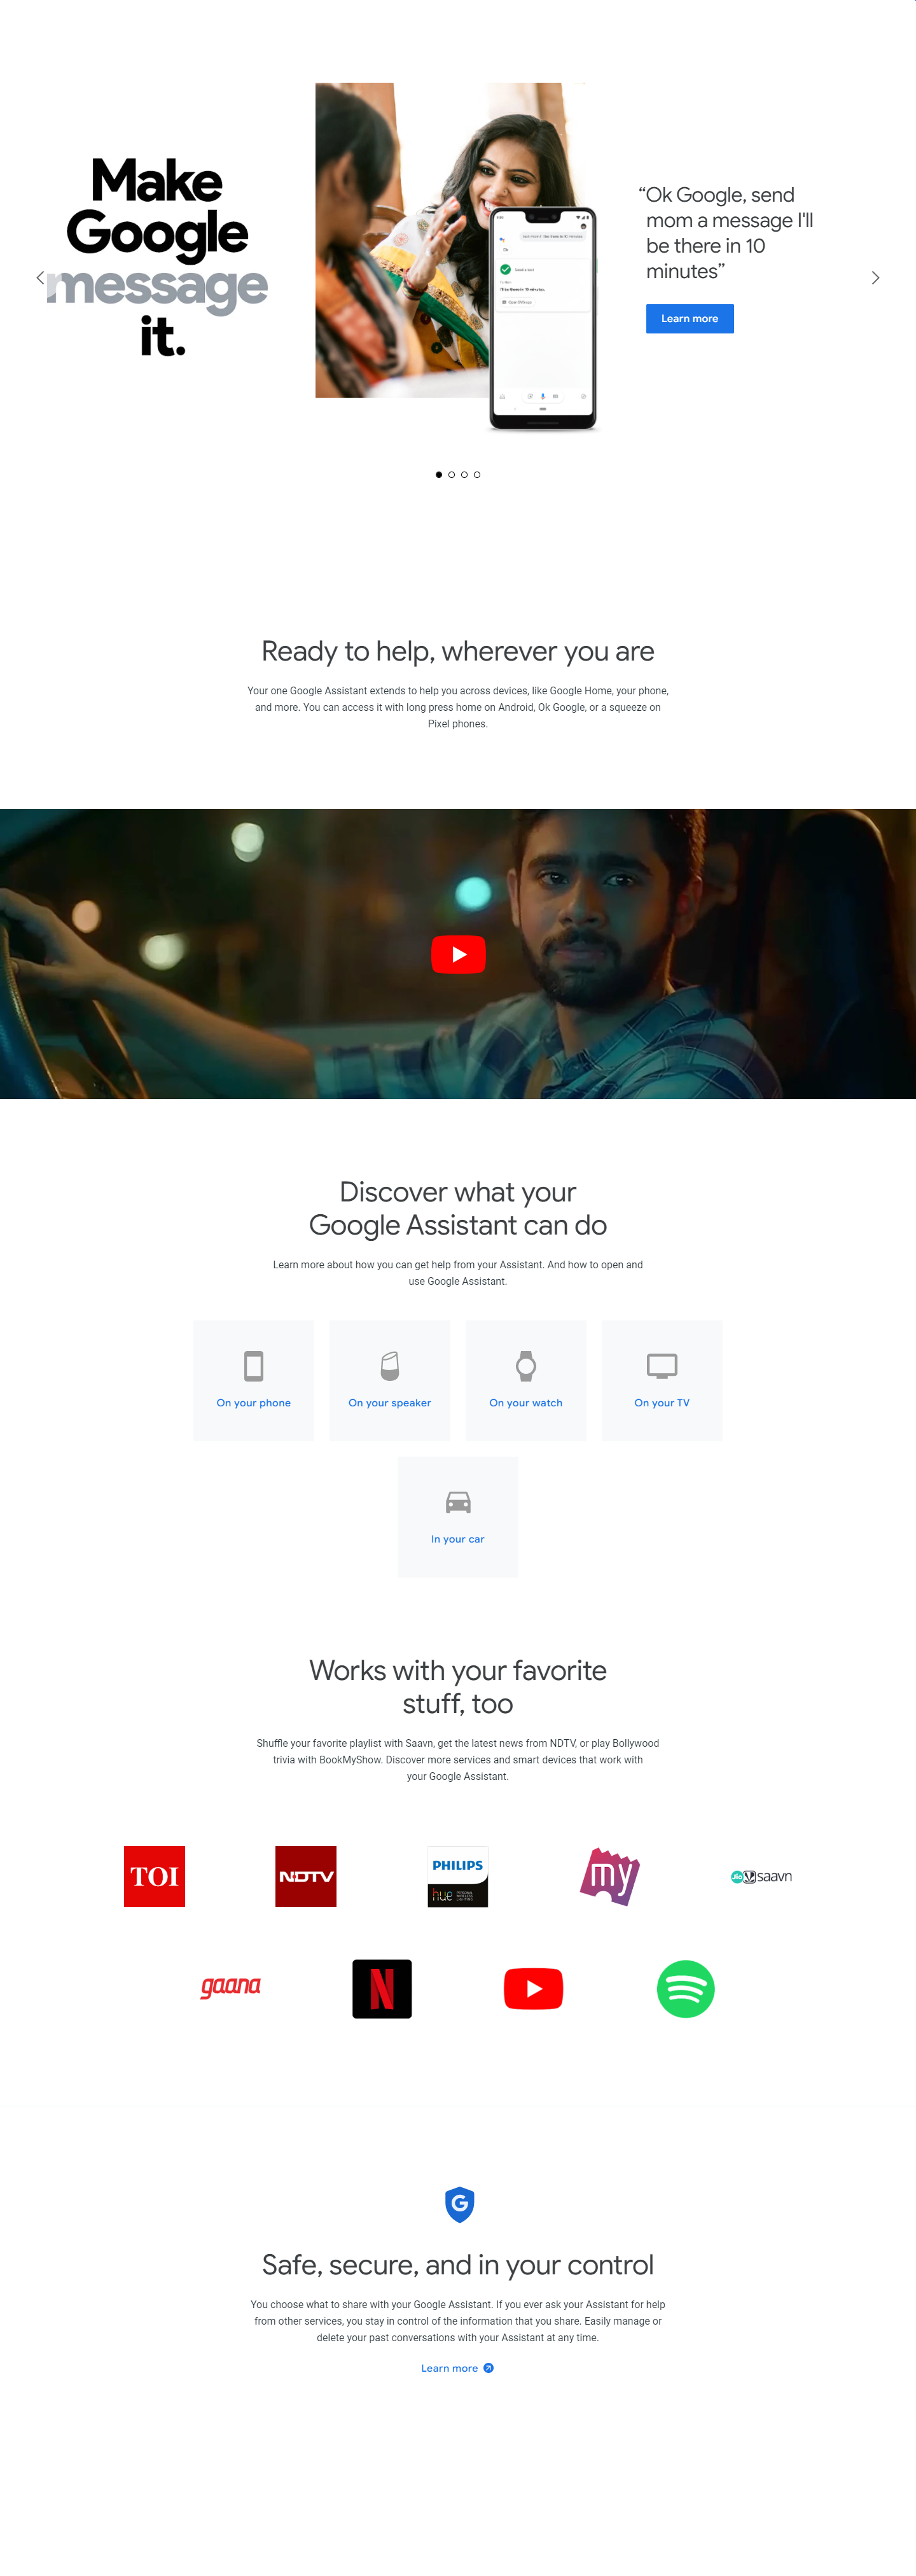 Make
Google
message
it.
“Ok Google, send
mom a message I'll
be there in 10
minutes”
Learn more
Ready to help, wherever you are
Your one Google Assistant extends to help you across devices, like Google Home, your phone,
and more. You can access it with long press home on Android, Ok Google, or a squeeze on
Pixel phones.
Discover what your
Google Assistant can do
Learn more about how you can get help from your Assistant. And how to open and
use Google Assistant.
On your phone
On your speaker
On your watch
On your TV
In your car
Works with your favorite
stuff, too
Shuffle your favorite playlist with Saavn, get the latest news from NDTV, or play Bollywood
trivia with BookMyShow. Discover more services and smart devices that work with
your Google Assistant.
TOI
NDTV
PHILIPS
hue
my
Jio saavn
gaana
N
G
Safe, secure, and in your control
You choose what to share with your Google Assistant. If you ever ask your Assistant for help
from other services, you stay in control of the information that you share. Easily manage or
delete your past conversations with your Assistant at any time.
Learn more